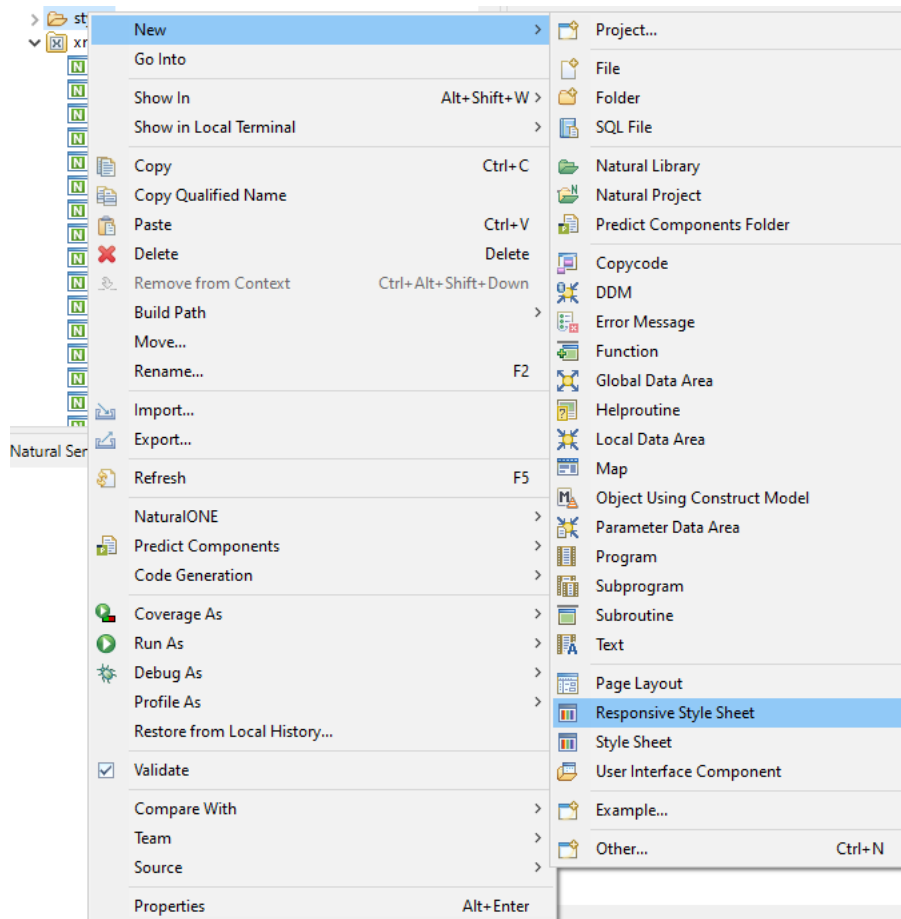 New
Go Into
Show In Alt+Shift+W
Show in Local Terminal
Copy Ctrl+C
Copy Qualified Name
Paste Ctrl+V
Delete Delete
Remove from Context Ctrl+Alt+Shift+Down
Build Path
Move...
Rename... F2
Import...
Export...
Refresh F5
NaturalONE
Predict Components
Code Generation
Coverage As
Run As
Debug As
Profile As
Restore from Local History...
Validate
Compare With
Team
Source
Properties Alt+Enter
Project...
File
Folder
SQL File
Natural Library
Natural Project
Predict Components Folder
Copycode
DDM
Error Message
Function
Global Data Area
Helproutine
Local Data Area
Map
Object Using Construct Model
Parameter Data Area
Program
Subprogram
Subroutine
Text
Page Layout
Responsive Style Sheet
Style Sheet
User Interface Component
Example...
Other... Ctrl+N
Natural Ser